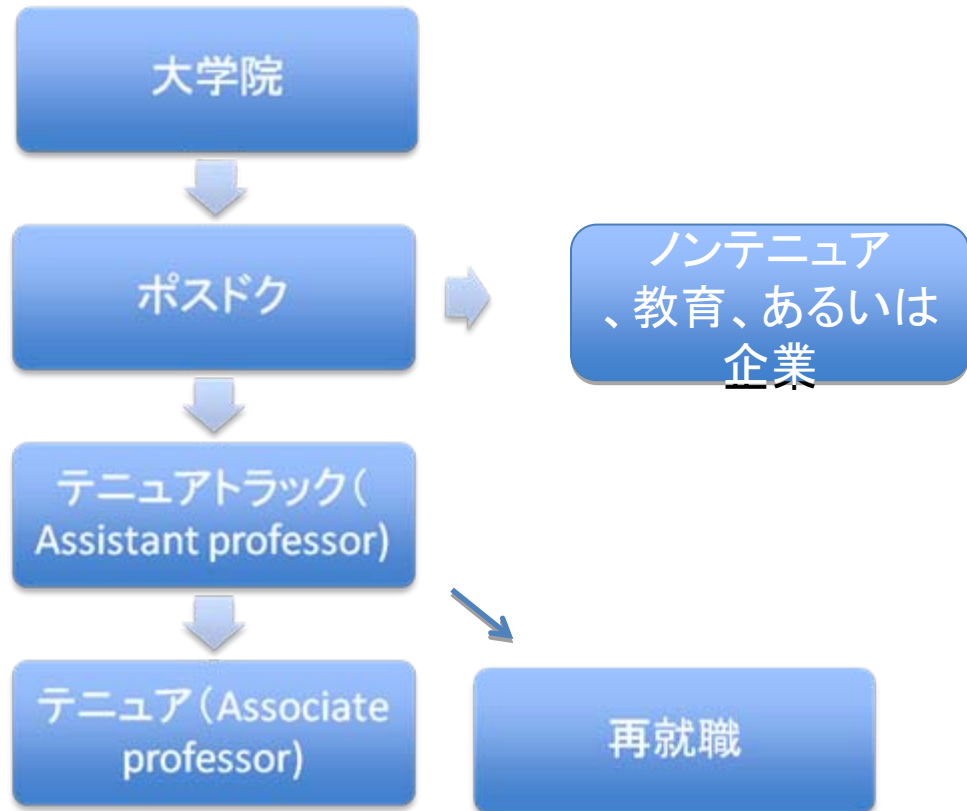 大学院
ポスドク
ノンテニュア
、教育、あるいは
企業
テニュアトラック(
Assistant professor)
テニュア(Associate
professor)
再就職